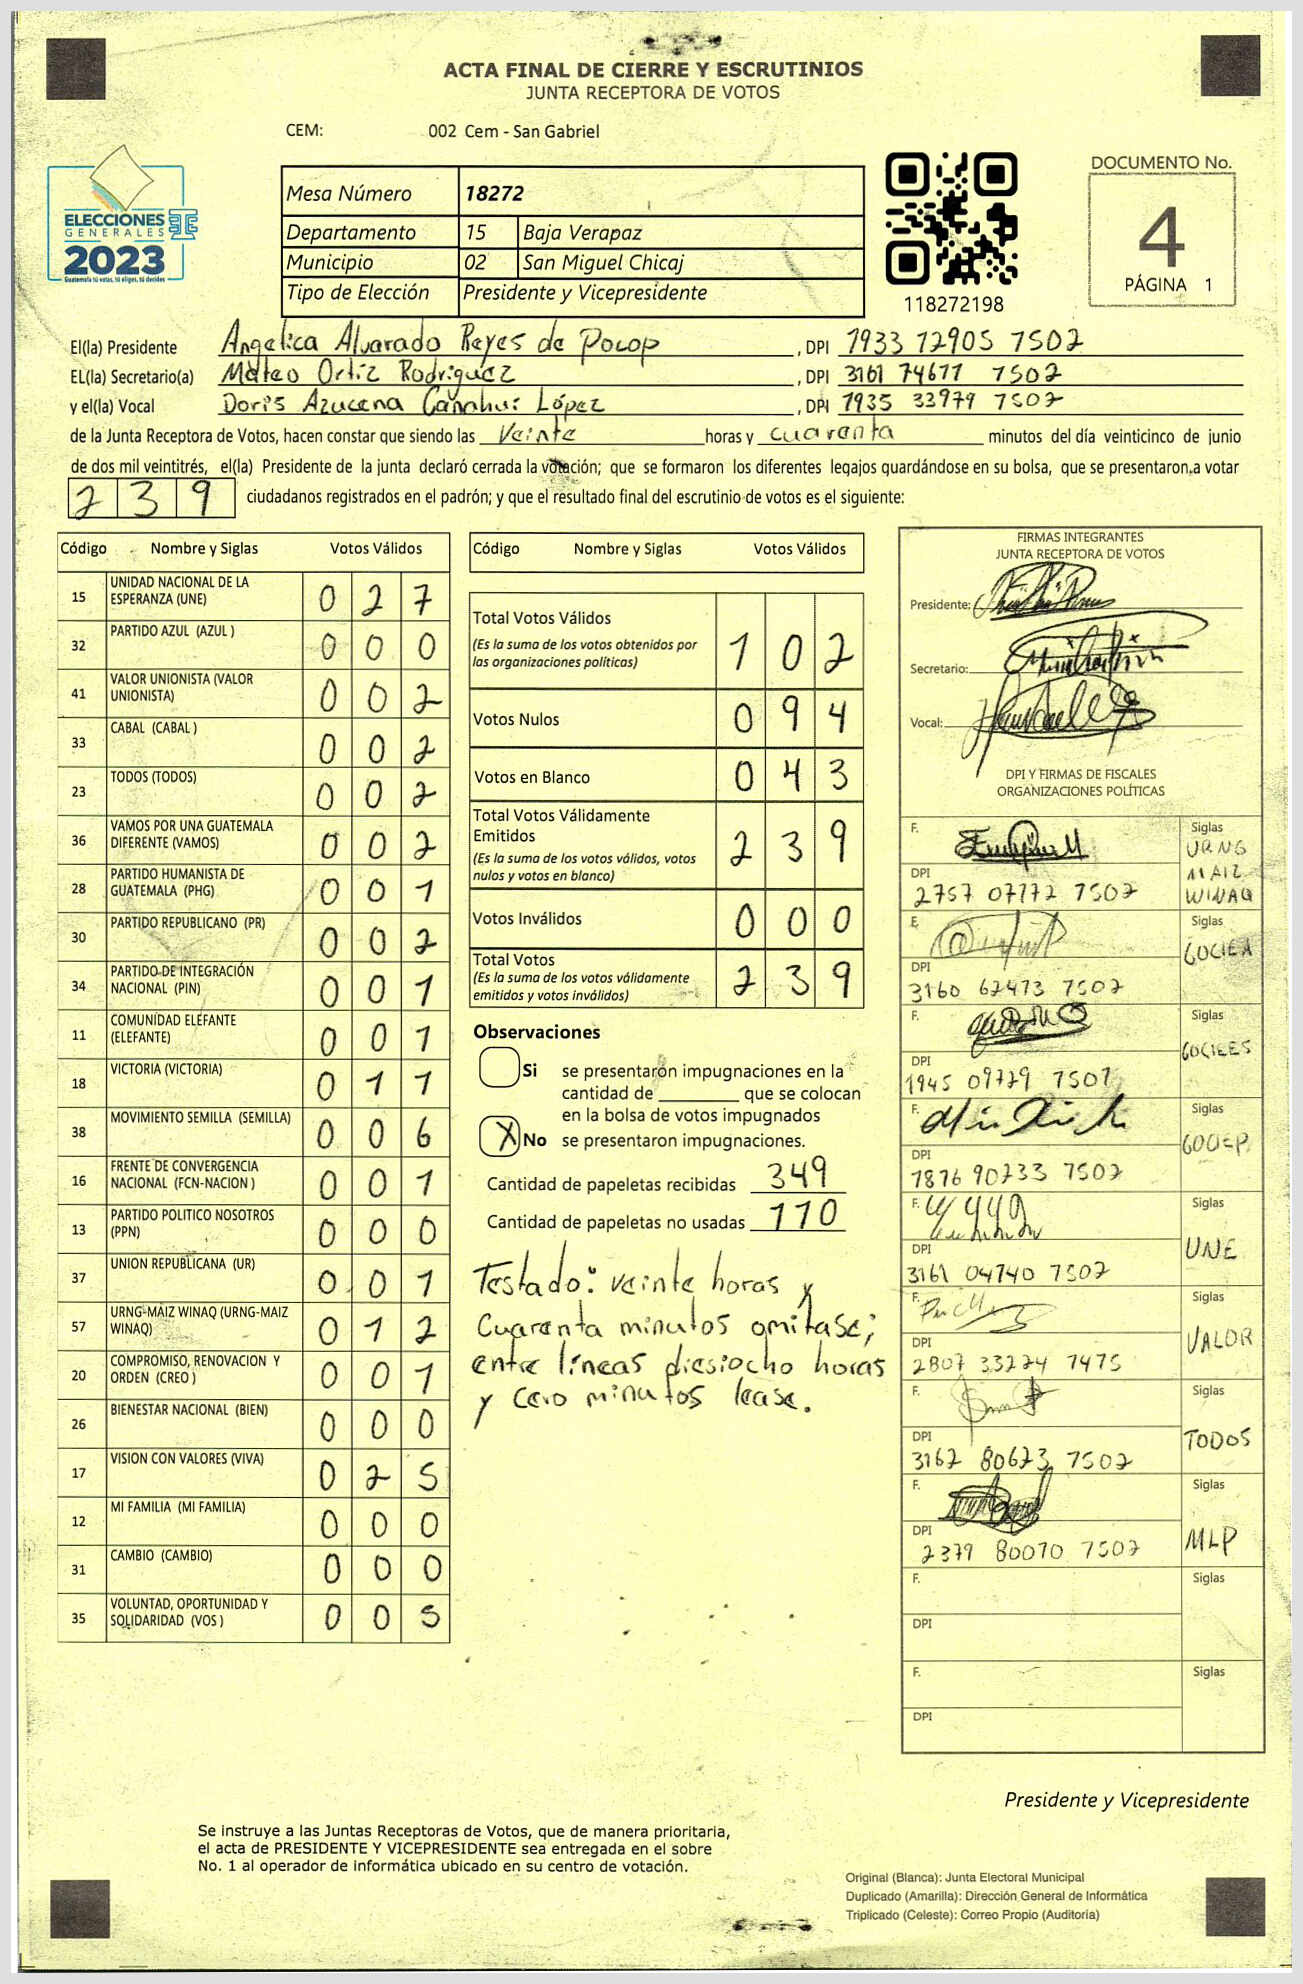 ACTA FINAL DE CIERRE Y ESCRUTINIOS
JUNTA RECEPTORA DE VOTOS
CEM: 002 Cem - San Gabriel
ELECCIONES
GENERALES
2023
Guatemala tú votas, tú eliges, tú decides
Mesa Número 18272
Departamento 15 Baja Verapaz
Municipio 02 San Miguel Chicaj
Tipo de Elección Presidente y Vicepresidente
118272198
DOCUMENTO No.
4
PÁGINA 1
El(la) Presidente Angelica Alvarado Reyes de Pocop, DPI 1933 72905 7502
EL(la) Secretario(a) Mateo Ortiz Rodriguez, DPI 3161 74677 7502
y el(la) Vocal Doris Azucena Canahui López, DPI 1935 33979 7502
de la Junta Receptora de Votos, hacen constar que siendo las Veinte horas y cuarenta minutos del día veinticinco de junio
de dos mil veintitrés, el(la) Presidente de la junta declaró cerrada la votación; que se formaron los diferentes legajos guardándose en su bolsa, que se presentaron a votar
239 ciudadanos registrados en el padrón; y que el resultado final del escrutinio de votos es el siguiente:
Código Nombre y Siglas Votos Válidos
15 UNIDAD NACIONAL DE LA ESPERANZA (UNE) 0 2 7
32 PARTIDO AZUL (AZUL ) 0 0 0
41 VALOR UNIONISTA (VALOR UNIONISTA) 0 0 2
33 CABAL (CABAL ) 0 0 2
23 TODOS (TODOS) 0 0 2
36 VAMOS POR UNA GUATEMALA DIFERENTE (VAMOS) 0 0 2
28 PARTIDO HUMANISTA DE GUATEMALA (PHG) 0 0 1
30 PARTIDO REPUBLICANO (PR) 0 0 2
34 PARTIDO DE INTEGRACIÓN NACIONAL (PIN) 0 0 1
11 COMUNIDAD ELEFANTE (ELEFANTE) 0 0 1
18 VICTORIA (VICTORIA) 0 1 1
38 MOVIMIENTO SEMILLA (SEMILLA) 0 0 6
16 FRENTE DE CONVERGENCIA NACIONAL (FCN-NACION ) 0 0 1
13 PARTIDO POLITICO NOSOTROS (PPN) 0 0 0
37 UNION REPUBLICANA (UR) 0 0 1
57 URNG-MAIZ WINAQ (URNG-MAIZ WINAQ) 0 1 2
20 COMPROMISO, RENOVACION Y ORDEN (CREO ) 0 0 1
26 BIENESTAR NACIONAL (BIEN) 0 0 0
17 VISION CON VALORES (VIVA) 0 2 5
12 MI FAMILIA (MI FAMILIA) 0 0 0
31 CAMBIO (CAMBIO) 0 0 0
35 VOLUNTAD, OPORTUNIDAD Y SOLIDARIDAD (VOS ) 0 0 5
Código Nombre y Siglas Votos Válidos
Total Votos Válidos 1 0 2
(Es la suma de los votos obtenidos por
las organizaciones políticas)
Votos Nulos 0 9 4
Votos en Blanco 0 4 3
Total Votos Válidamente
Emitidos 2 3 9
(Es la suma de los votos válidos, votos
nulos y votos en blanco)
Votos Inválidos 0 0 0
Total Votos 2 3 9
(Es la suma de los votos válidamente
emitidos y votos inválidos)
Observaciones
Si se presentarón impugnaciones en la
cantidad de ________ que se colocan
en la bolsa de votos impugnados
X No se presentaron impugnaciones.
Cantidad de papeletas recibidas 349
Cantidad de papeletas no usadas 110
Testado: veinte horas y
Cuarenta minutos omitase;
entre líneas diesiocho horas
y cero minutos lease.
FIRMAS INTEGRANTES
JUNTA RECEPTORA DE VOTOS
Presidente:
Secretario:
Vocal:
DPI Y FIRMAS DE FISCALES
ORGANIZACIONES POLÍTICAS
F. Siglas
URNG
MAIZ
WINAQ
DPI
2757 07772 7502
F. Siglas
DPI
3160 62473 7502
F. Siglas
DPI
1945 09729 7501
F. Siglas
DPI
1876 90233 7502
F. Siglas
UNE
DPI
3161 04740 7502
F. Siglas
VALOR
DPI
2807 33274 7475
F. Siglas
TODOS
DPI
3162 80623 7502
F. Siglas
MLP
DPI
2379 80070 7502
F. Siglas
DPI
F. Siglas
DPI
Presidente y Vicepresidente
Se instruye a las Juntas Receptoras de Votos, que de manera prioritaria,
el acta de PRESIDENTE Y VICEPRESIDENTE sea entregada en el sobre
No. 1 al operador de informática ubicado en su centro de votación.
Original (Blanca): Junta Electoral Municipal
Duplicado (Amarilla): Dirección General de Informática
Triplicado (Celeste): Correo Propio (Auditoría)